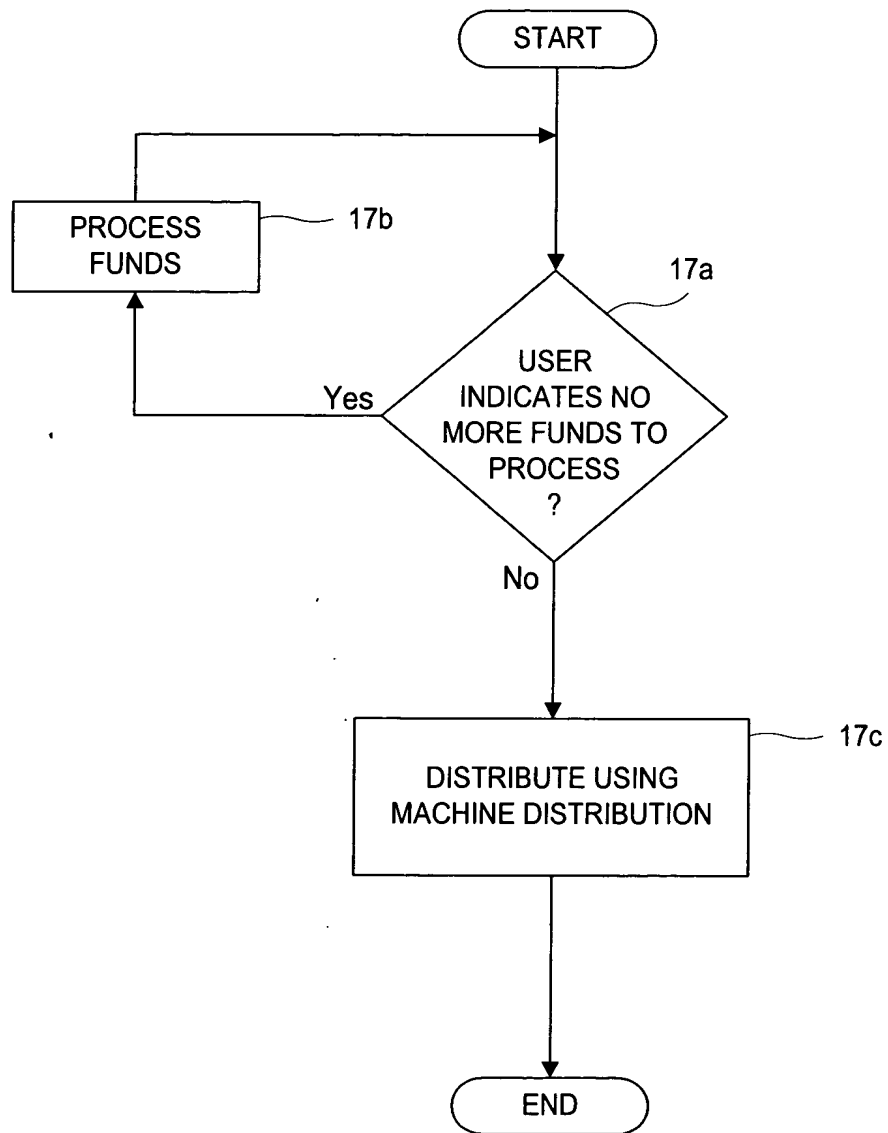 START
PROCESS
FUNDS
17b
17a
USER
INDICATES NO
MORE FUNDS TO
PROCESS
?
Yes
No
17c
DISTRIBUTE USING
MACHINE DISTRIBUTION
END